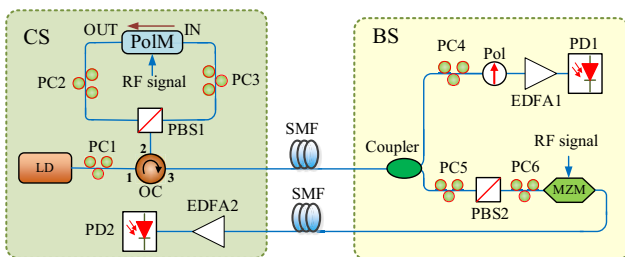 CS
OUT
IN
PolM
PC2
PC3
RF signal
PBS1
PC1
LD
1
2
3
OC
SMF
EDFA2
PD2
SMF
BS
PC4
Pol
PD1
EDFA1
Coupler
RF signal
PC5
PC6
MZM
PBS2